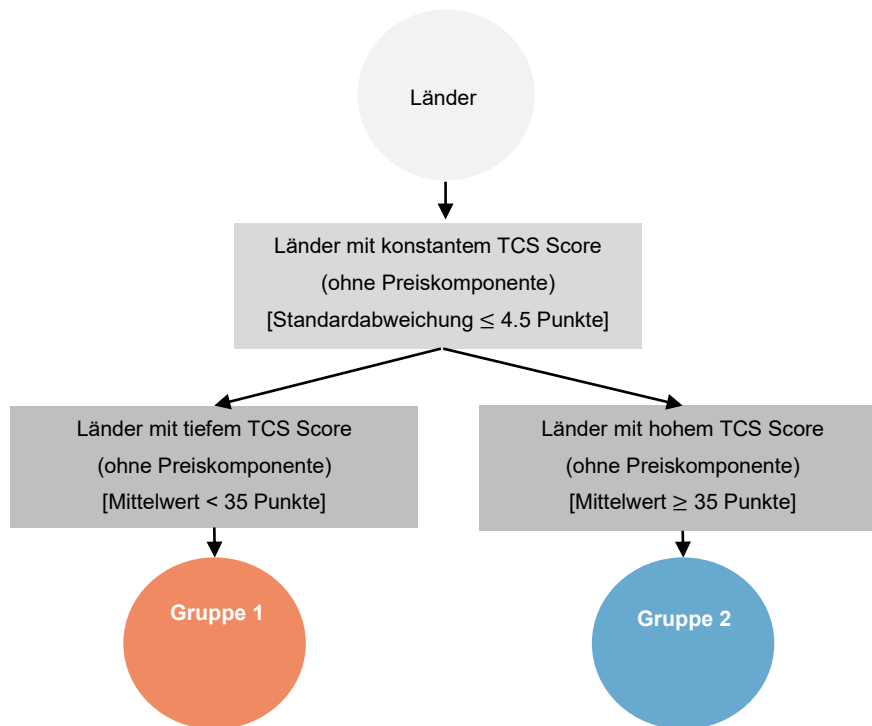 Länder
Länder mit konstantem TCS Score
(ohne Preiskomponente)
[Standardabweichung ≤ 4.5 Punkte]
Länder mit tiefem TCS Score
(ohne Preiskomponente)
[Mittelwert < 35 Punkte]
Länder mit hohem TCS Score
(ohne Preiskomponente)
[Mittelwert ≥ 35 Punkte]
Gruppe 1
Gruppe 2